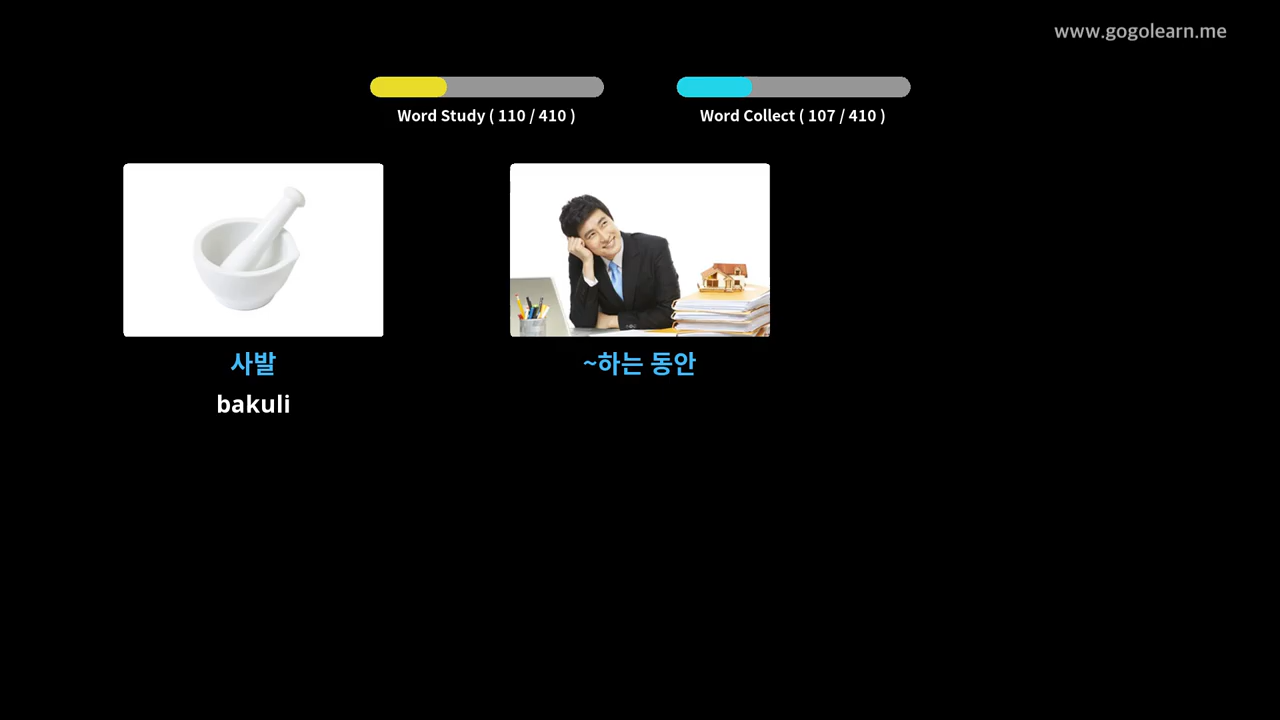 www.gogolearn.me
Word Study ( 110 / 410 )
Word Collect ( 107 / 410 )
사발
bakuli
~하는 동안